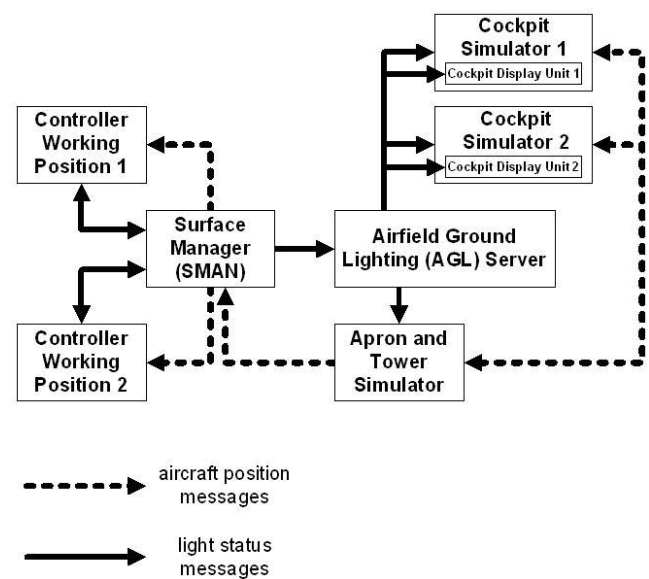 Cockpit
Simulator 1
Cockpit Display Unit 1
Cockpit
Simulator 2
Cockpit Display Unit 2
Controller
Working
Position 1
Surface
Manager
(SMAN)
Airfield Ground
Lighting (AGL) Server
Controller
Working
Position 2
Apron and
Tower
Simulator
aircraft position
messages
light status
messages